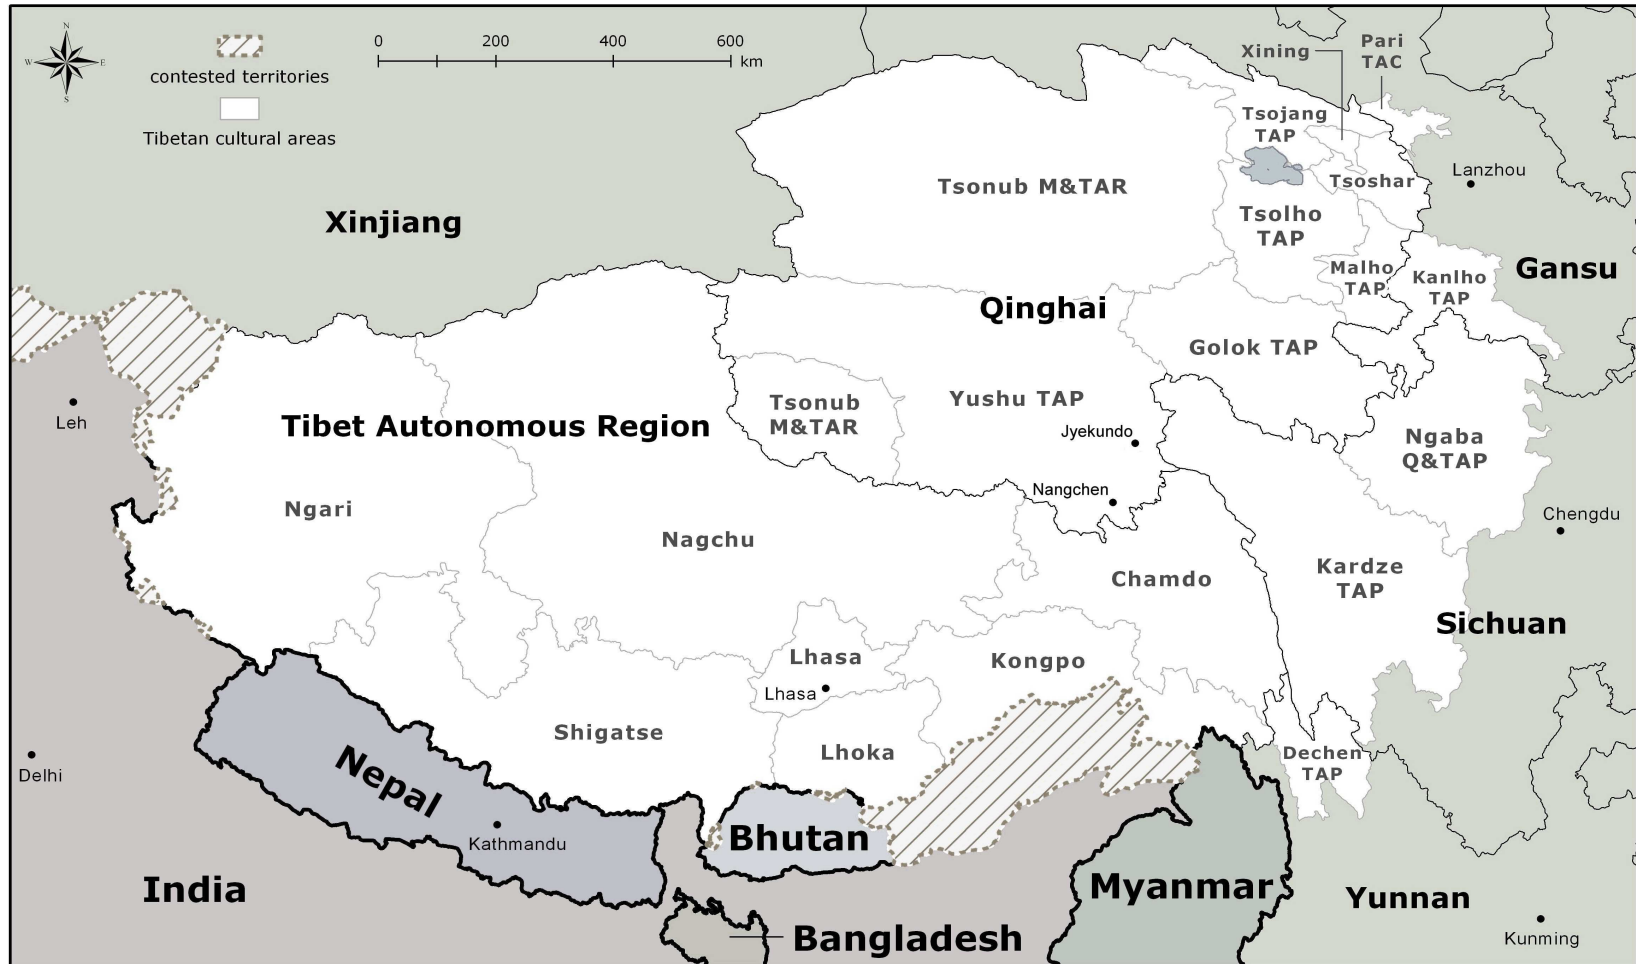 N
W
E
S
contested territories
Tibetan cultural areas
0
200
400
600
km
Xining
Pari
TAC
Tsojang
TAP
Tsonub M&TAR
Tsoshar
Lanzhou
Xinjiang
Tsolho
TAP
Malho
TAP
Kanlho
TAP
Gansu
Qinghai
Golok TAP
Leh
Tibet Autonomous Region
Tsonub
M&TAR
Yushu TAP
Jyekundo
Ngaba
Q&TAP
Nangchen
Ngari
Nagchu
Chengdu
Chamdo
Kardze
TAP
Sichuan
Lhasa
Lhasa
Kongpo
Shigatse
Lhoka
Dechen
TAP
Delhi
Nepal
Kathmandu
Bhutan
India
Myanmar
Yunnan
Bangladesh
Kunming